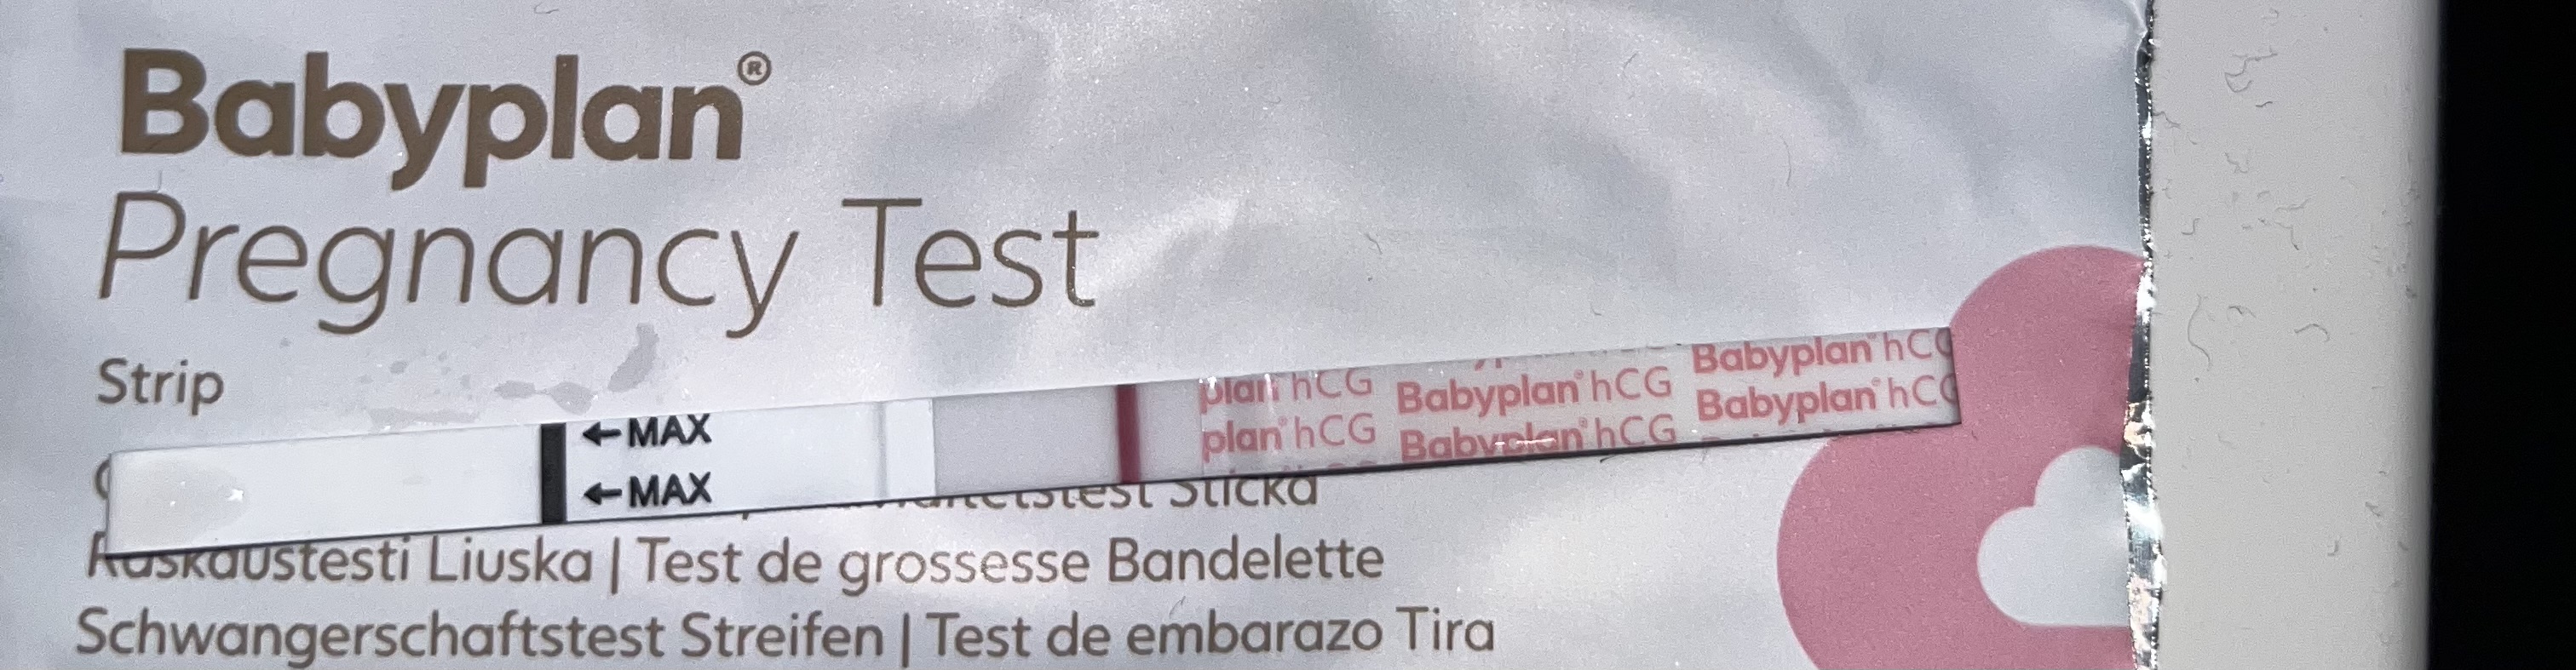 Babyplan®
Pregnancy Test
Strip
←MAX
←MAX
plan® hCG Babyplan® hCG Babyplan® hCG
plan® hCG Babyplan® hCG Babyplan® hCG
Sticka
Raskaustesti Liuska | Test de grossesse Bandelette
Schwangerschaftstest Streifen | Test de embarazo Tira